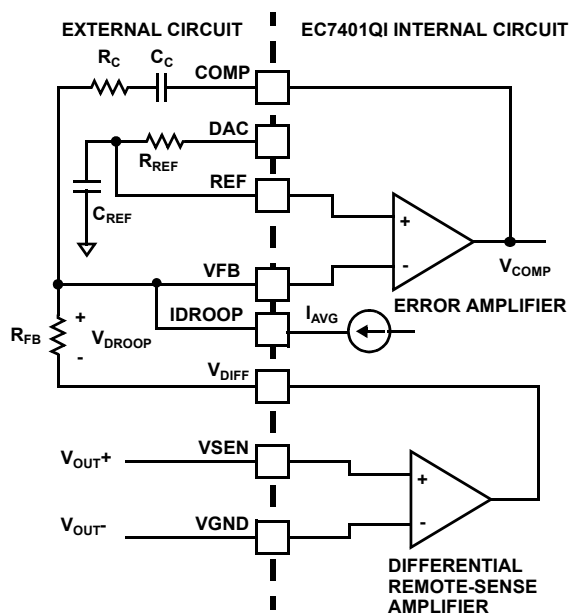 EXTERNAL CIRCUIT
EC7401QI INTERNAL CIRCUIT
RC
CC
COMP
DAC
RREF
REF
CREF
+
-
VCOMP
VFB
ERROR AMPLIFIER
IDROOP
IAVG
RFB
+
VDROOP
-
VDIFF
VOUT+
VSEN
+
VOUT-
VGND
-
DIFFERENTIAL
REMOTE-SENSE
AMPLIFIER